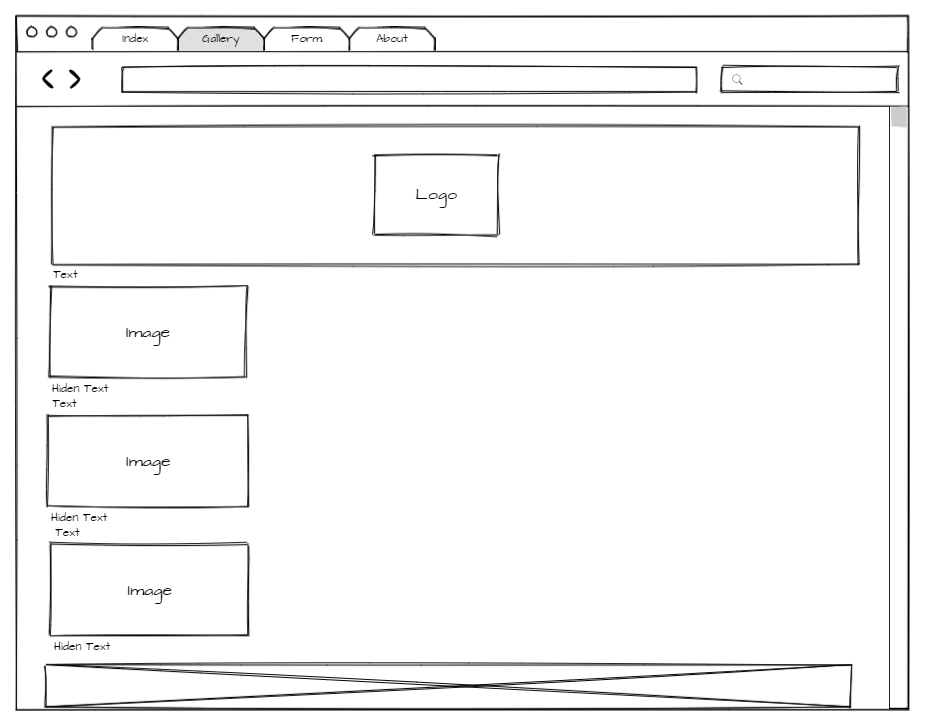 Index Gallery Form About
Logo
Text
Image
Hiden Text
Text
Image
Hiden Text
Text
Image
Hiden Text